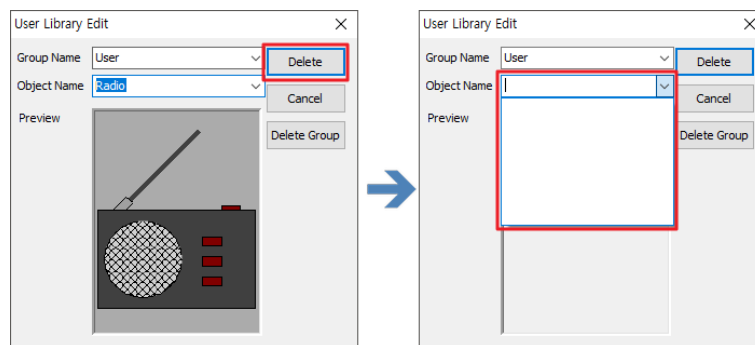 User Library Edit
Group Name User Delete
Object Name Radio
Cancel
Preview
Delete Group
User Library Edit
Group Name User Delete
Object Name
Cancel
Preview
Delete Group